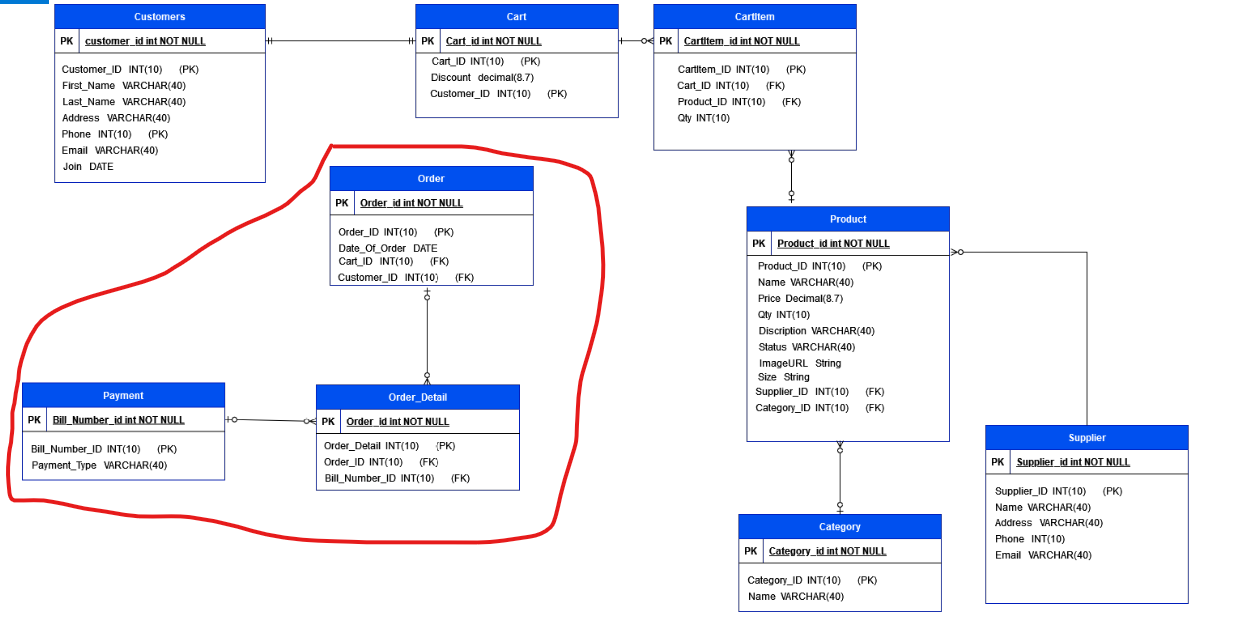 Customers
PK customer_id int NOT NULL
Customer_ID INT(10) (PK)
First_Name VARCHAR(40)
Last_Name VARCHAR(40)
Address VARCHAR(40)
Phone INT(10) (PK)
Email VARCHAR(40)
Join DATE
Cart
PK Cart_id int NOT NULL
Cart_ID INT(10) (PK)
Discount decimal(8.7)
Customer_ID INT(10) (PK)
CartItem
PK CartItem_id int NOT NULL
CartItem_ID INT(10) (PK)
Cart_ID INT(10) (FK)
Product_ID INT(10) (FK)
Qty INT(10)
Order
PK Order_id int NOT NULL
Order_ID INT(10) (PK)
Date_Of_Order DATE
Cart_ID INT(10) (FK)
Customer_ID INT(10) (FK)
Product
PK Product_id int NOT NULL
Product_ID INT(10) (PK)
Name VARCHAR(40)
Price Decimal(8.7)
Qty INT(10)
Discription VARCHAR(40)
Status VARCHAR(40)
ImageURL String
Size String
Supplier_ID INT(10) (FK)
Category_ID INT(10) (FK)
Payment
PK Bill_Number_id int NOT NULL
Bill_Number_ID INT(10) (PK)
Payment_Type VARCHAR(40)
Order_Detail
PK Order_id int NOT NULL
Order_Detail INT(10) (PK)
Order_ID INT(10) (FK)
Bill_Number_ID INT(10) (FK)
Supplier
PK Supplier_id int NOT NULL
Supplier_ID INT(10) (PK)
Name VARCHAR(40)
Address VARCHAR(40)
Phone INT(10)
Email VARCHAR(40)
Category
PK Category_id int NOT NULL
Category_ID INT(10) (PK)
Name VARCHAR(40)